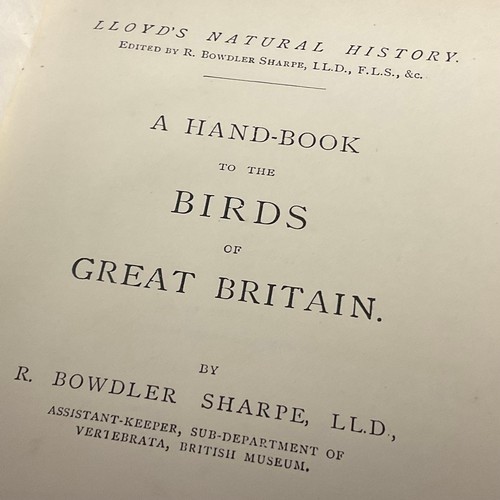 LLOYD'S NATURAL HISTORY.
EDITED BY R. BOWDLER SHARPE, LL.D., F.L.S., &c.
A HAND-BOOK
TO THE
BIRDS
OF
GREAT BRITAIN.
BY
R. BOWDLER SHARPE, LL.D.,
ASSISTANT-KEEPER, SUB-DEPARTMENT OF
VERTEBRATA, BRITISH MUSEUM.